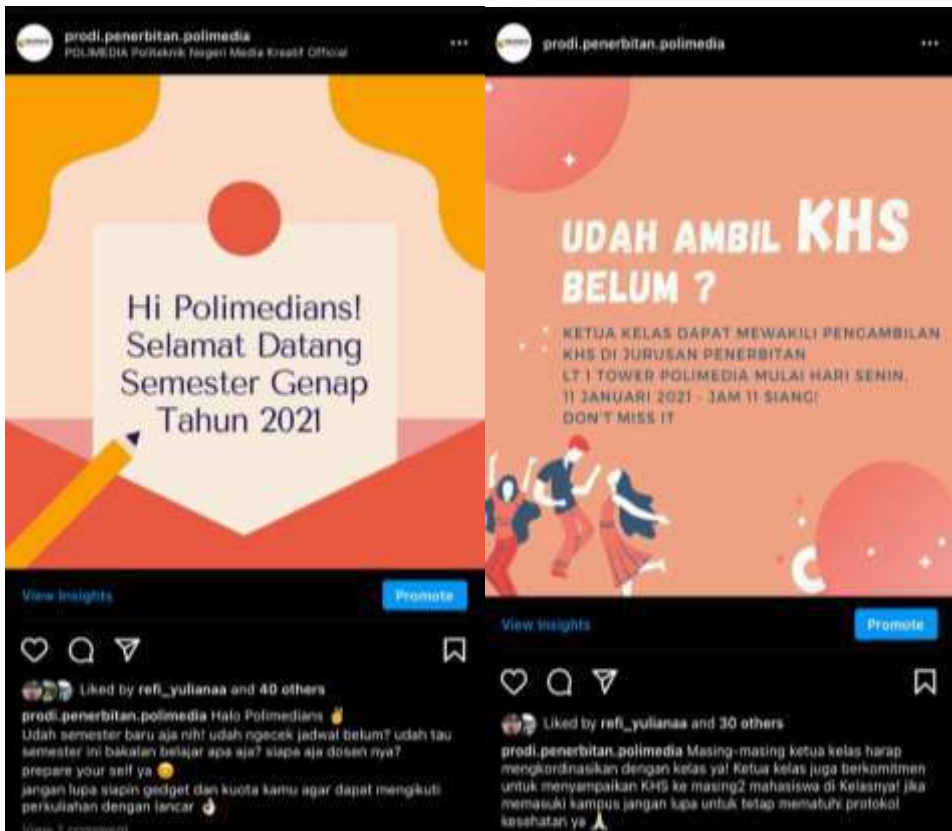 prodi.penerbitan.polimedia
POLIMEDIA Politeknik Negeri Media Kreatif Official
Hi Polimedians!
Selamat Datang
Semester Genap
Tahun 2021
View Insights
Promote
Liked by refi_yulianaa and 40 others
prodi.penerbitan.polimedia Halo Polimedians ✌
Udah semester baru aja nih! udah ngecek jadwal belum? udah tau
semester ini bakalan belajar apa aja? siapa aja dosen nya?
prepare your self ya 😊
jangan lupa siapin gedget dan kuota kamu agar dapat mengikuti
perkuliahan dengan lancar 👌
View 1 comment
prodi.penerbitan.polimedia
UDAH AMBIL KHS
BELUM ?
KETUA KELAS DAPAT MEWAKILI PENGAMBILAN
KHS DI JURUSAN PENERBITAN
LT 1 TOWER POLIMEDIA MULAI HARI SENIN,
11 JANUARI 2021 - JAM 11 SIANG!
DON'T MISS IT
View Insights
Promote
Liked by refi_yulianaa and 30 others
prodi.penerbitan.polimedia Masing-masing ketua kelas harap
mengkordinasikan dengan kelas ya! Ketua kelas juga berkomitmen
untuk menyampaikan KHS ke masing2 mahasiswa di Kelasnya! jika
memasuki kampus jangan lupa untuk tetap mematuhi protokol
kesehatan ya 🙏